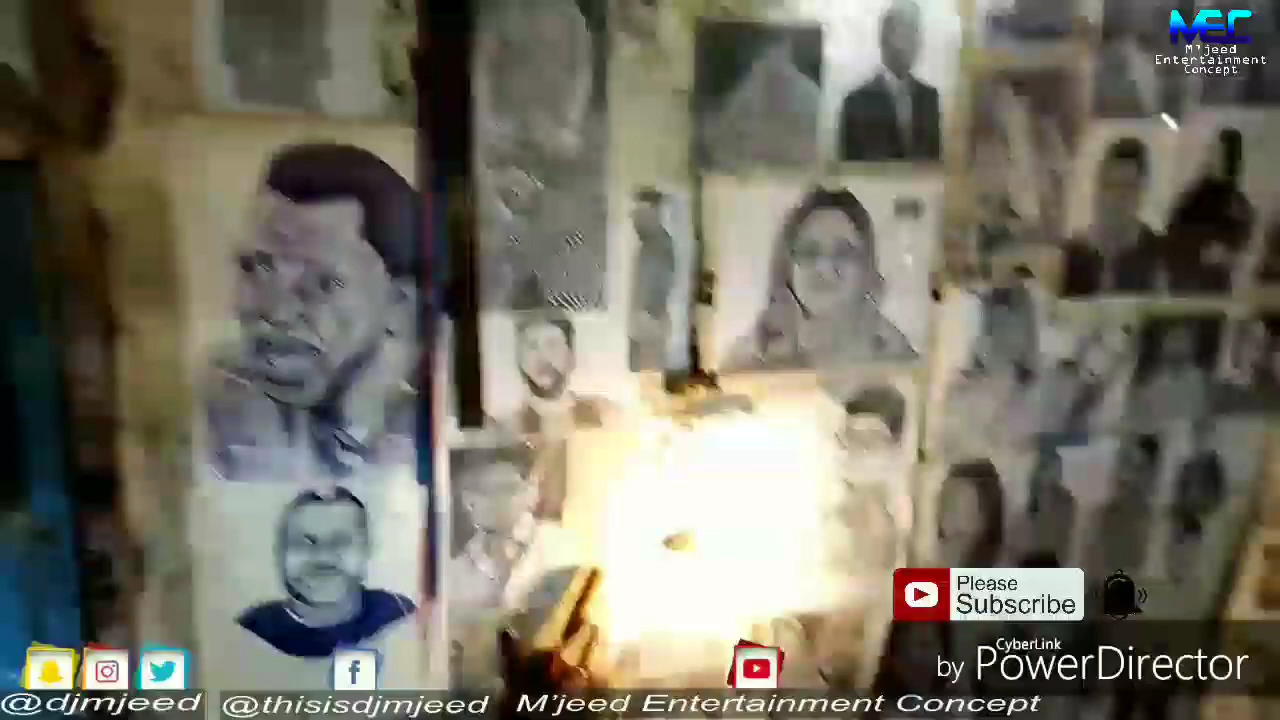 MEC
M'jeed
Entertainment
Concept
Please
Subscribe
CyberLink
by PowerDirector
f
@djmjeed
@thisisdjmjeed
M'jeed Entertainment Concept